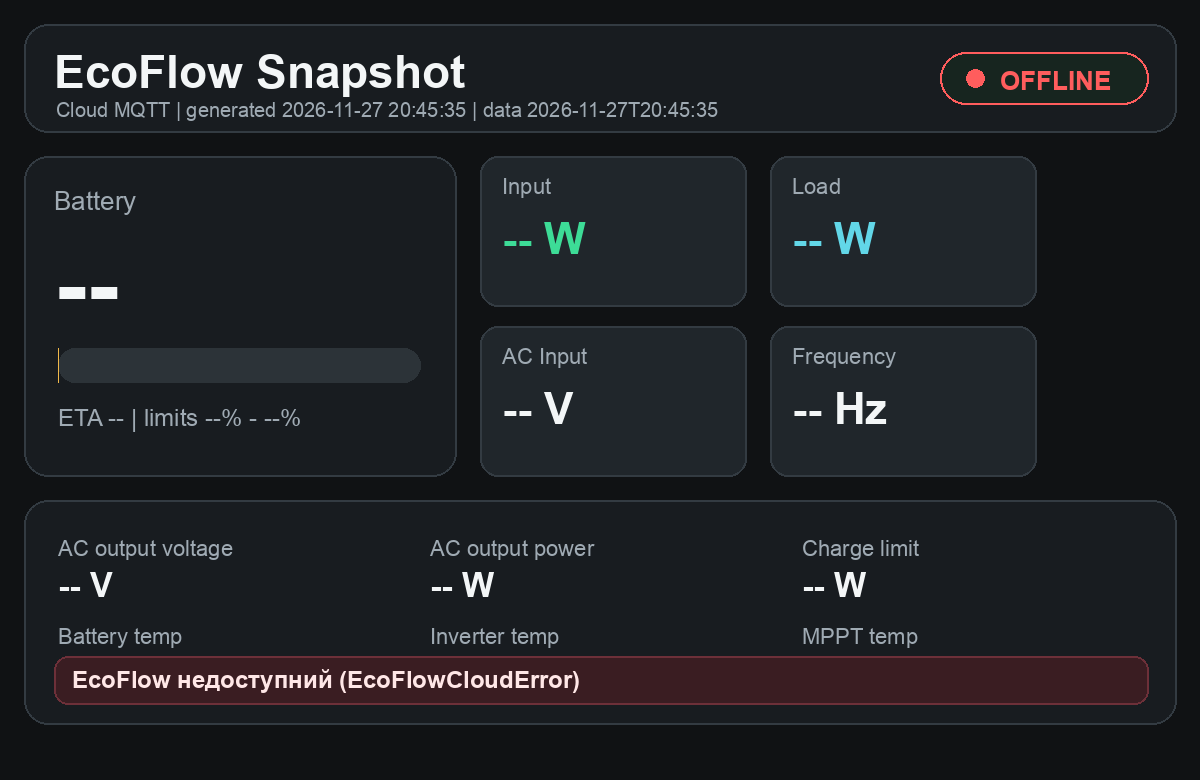 EcoFlow Snapshot
Cloud MQTT | generated 2026-11-27 20:45:35 | data 2026-11-27T20:45:35
OFFLINE
Battery
--
ETA -- | limits --% - --%
Input
-- W
Load
-- W
AC Input
-- V
Frequency
-- Hz
AC output voltage
-- V
AC output power
-- W
Charge limit
-- W
Battery temp
Inverter temp
MPPT temp
EcoFlow недоступний (EcoFlowCloudError)